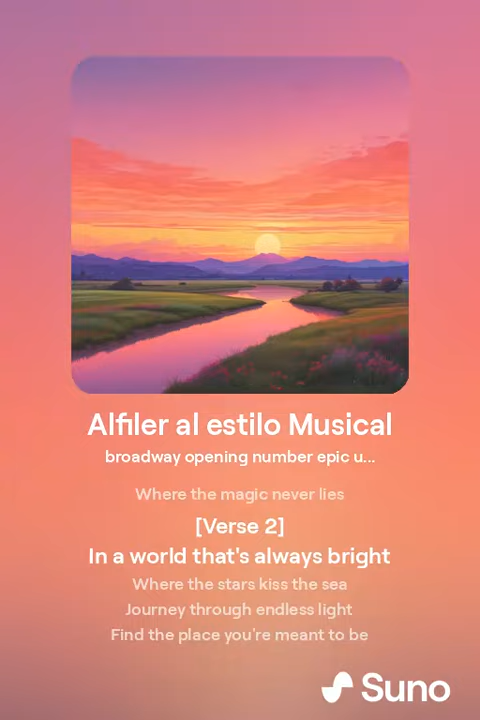 Alfiler al estilo Musical
broadway opening number epic u...
Where the magic never lies
[Verse 2]
In a world that's always bright
Where the stars kiss the sea
Journey through endless light
Find the place you're meant to be
Suno